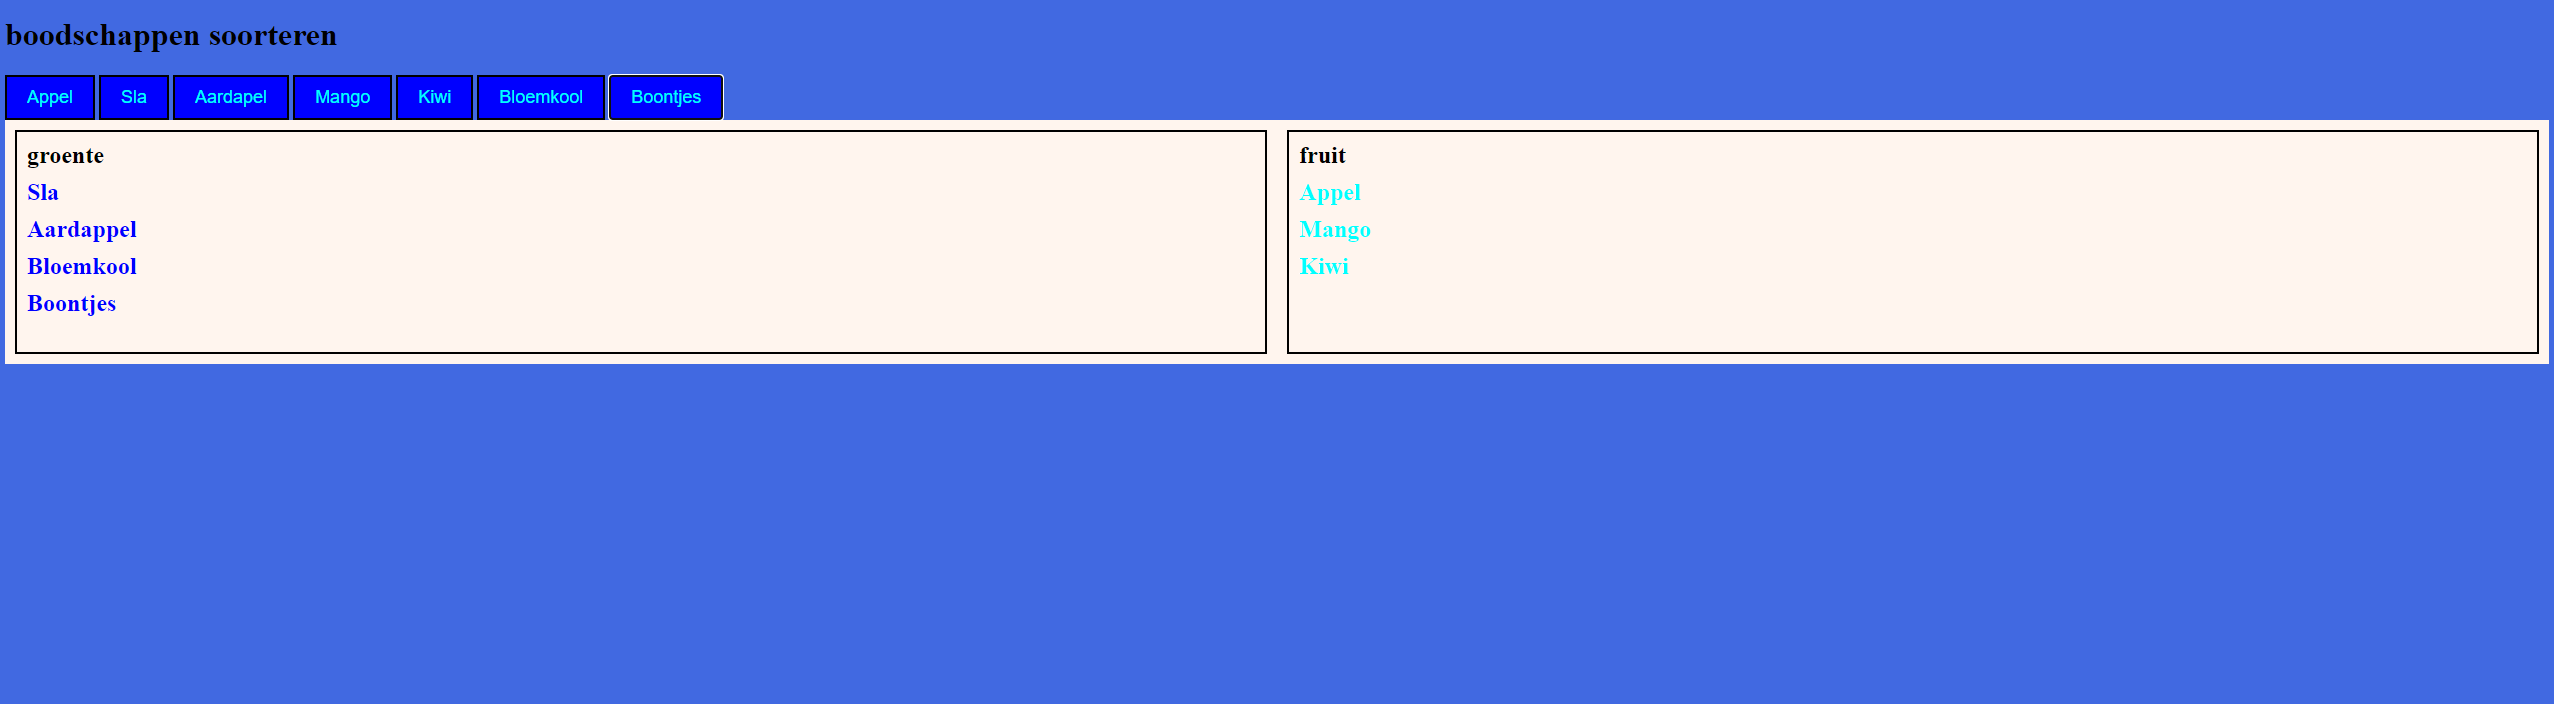 boodschappen soorteren
Appel Sla Aardapel Mango Kiwi Bloemkool Boontjes
groente
Sla
Aardappel
Bloemkool
Boontjes
fruit
Appel
Mango
Kiwi